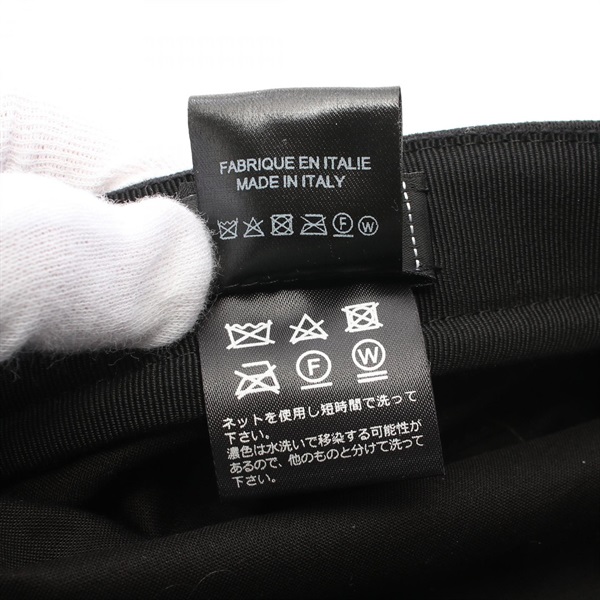 FABRIQUE EN ITALIE
MADE IN ITALY
F W
F W
ネットを使用し短時間で洗って
下さい。
濃色は水洗いで移染する可能性が
あるので、他のものと分けて洗って
下さい。